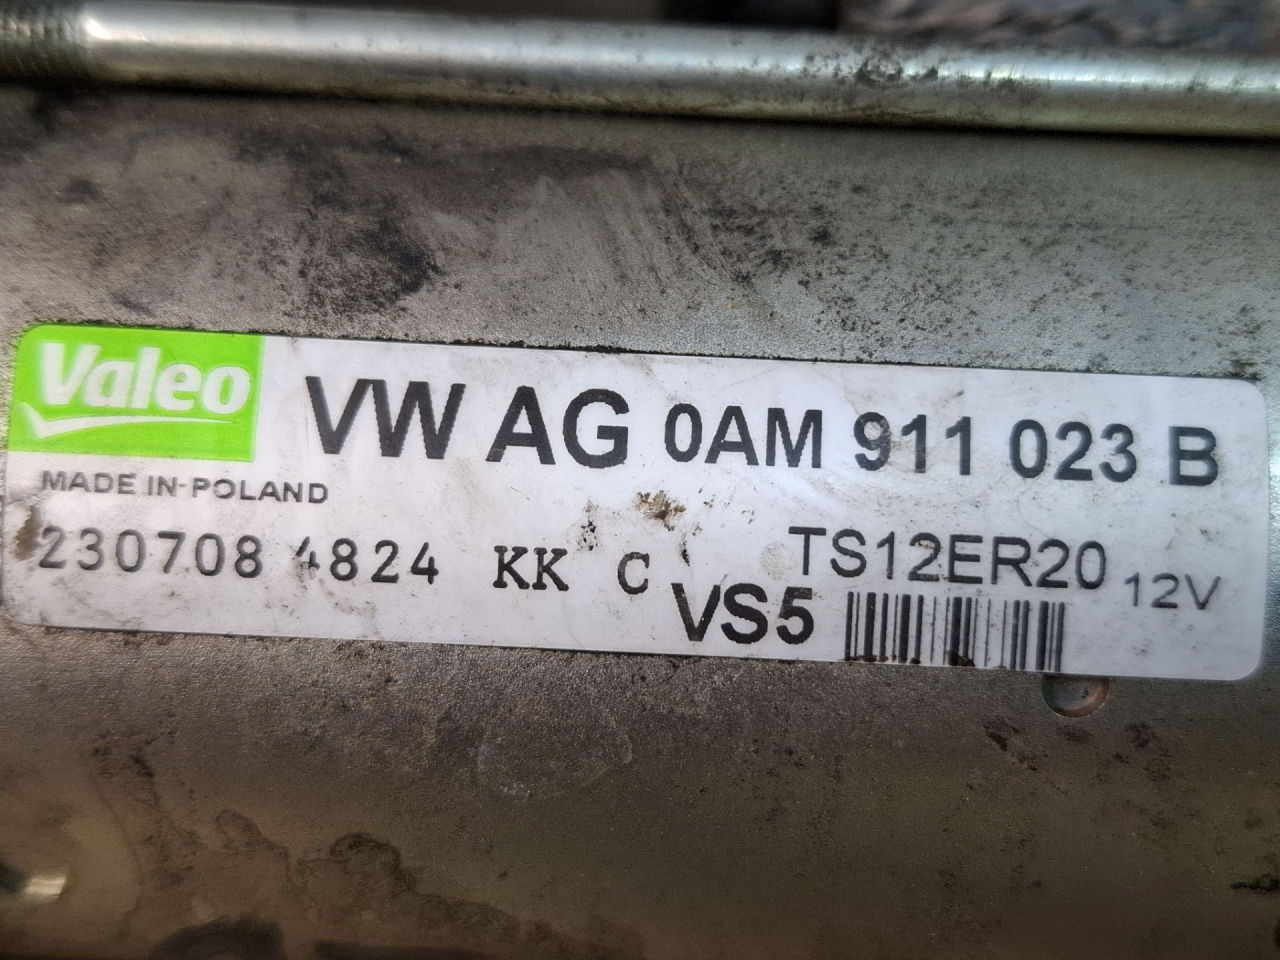 Valeo
VW AG 0AM 911 023 B
MADE IN-POLAND
230708 4824 KK C
TS12ER20 12V
VS5